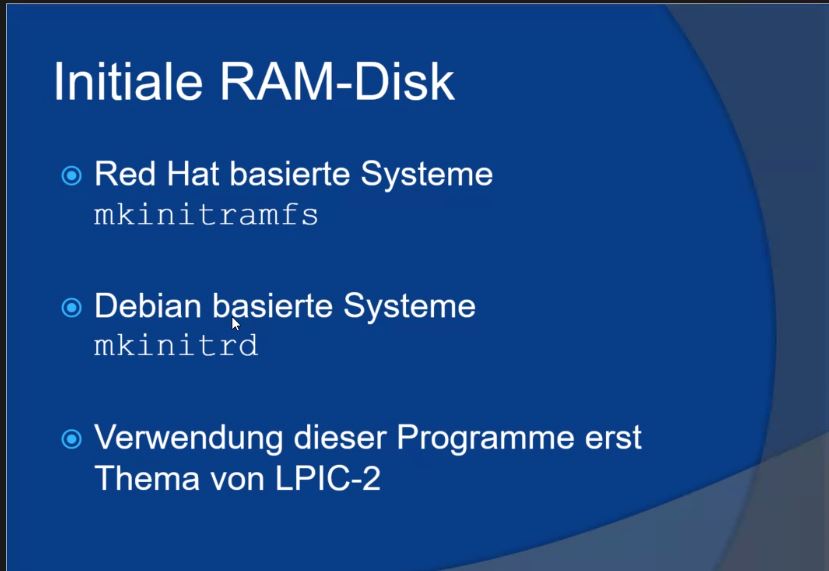 Initiale RAM-Disk
Red Hat basierte Systeme
mkinitramfs
Debian basierte Systeme
mkinitrd
Verwendung dieser Programme erst
Thema von LPIC-2